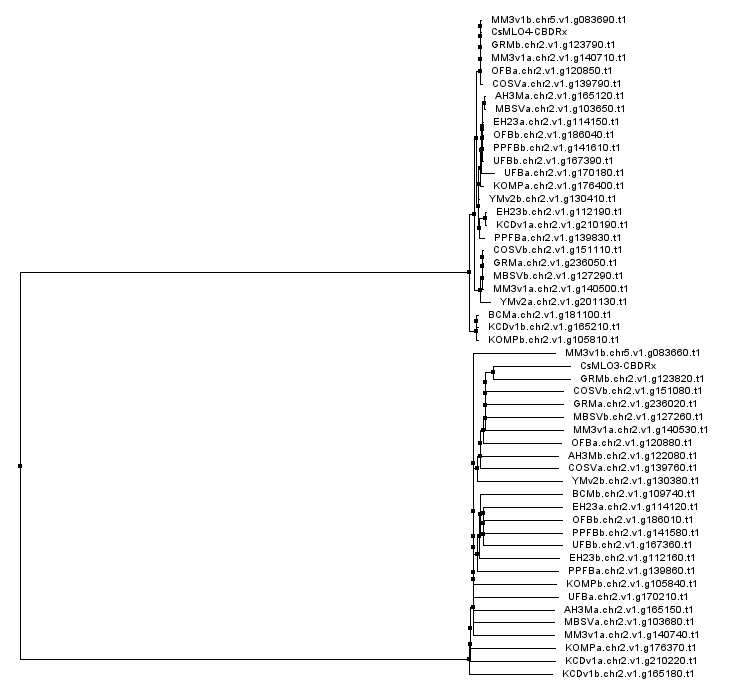 MM3v1b.chr5.v1.g083690.t1
CsMLO4-CBDRx
GRMb.chr2.v1.g123790.t1
MM3v1a.chr2.v1.g140710.t1
OFBa.chr2.v1.g120850.t1
COSVa.chr2.v1.g139790.t1
AH3Ma.chr2.v1.g165120.t1
MBSVa.chr2.v1.g103650.t1
EH23a.chr2.v1.g114150.t1
OFBb.chr2.v1.g186040.t1
PPFBb.chr2.v1.g141610.t1
UFBb.chr2.v1.g167390.t1
UFBa.chr2.v1.g170180.t1
KOMPa.chr2.v1.g176400.t1
YMv2b.chr2.v1.g130410.t1
EH23b.chr2.v1.g112190.t1
KCDv1a.chr2.v1.g210190.t1
PPFBa.chr2.v1.g139830.t1
COSVb.chr2.v1.g151110.t1
GRMa.chr2.v1.g236050.t1
MBSVb.chr2.v1.g127290.t1
MM3v1a.chr2.v1.g140500.t1
YMv2a.chr2.v1.g201130.t1
BCMa.chr2.v1.g181100.t1
KCDv1b.chr2.v1.g165210.t1
KOMPb.chr2.v1.g105810.t1
MM3v1b.chr5.v1.g083660.t1
CsMLO3-CBDRx
GRMb.chr2.v1.g123820.t1
COSVb.chr2.v1.g151080.t1
GRMa.chr2.v1.g236020.t1
MBSVb.chr2.v1.g127260.t1
MM3v1a.chr2.v1.g140530.t1
OFBa.chr2.v1.g120880.t1
AH3Mb.chr2.v1.g122080.t1
COSVa.chr2.v1.g139760.t1
YMv2b.chr2.v1.g130380.t1
BCMb.chr2.v1.g109740.t1
EH23a.chr2.v1.g114120.t1
OFBb.chr2.v1.g186010.t1
PPFBb.chr2.v1.g141580.t1
UFBb.chr2.v1.g167360.t1
EH23b.chr2.v1.g112160.t1
PPFBa.chr2.v1.g139860.t1
KOMPb.chr2.v1.g105840.t1
UFBa.chr2.v1.g170210.t1
AH3Ma.chr2.v1.g165150.t1
MBSVa.chr2.v1.g103680.t1
MM3v1a.chr2.v1.g140740.t1
KOMPa.chr2.v1.g176370.t1
KCDv1a.chr2.v1.g210220.t1
KCDv1b.chr2.v1.g165180.t1